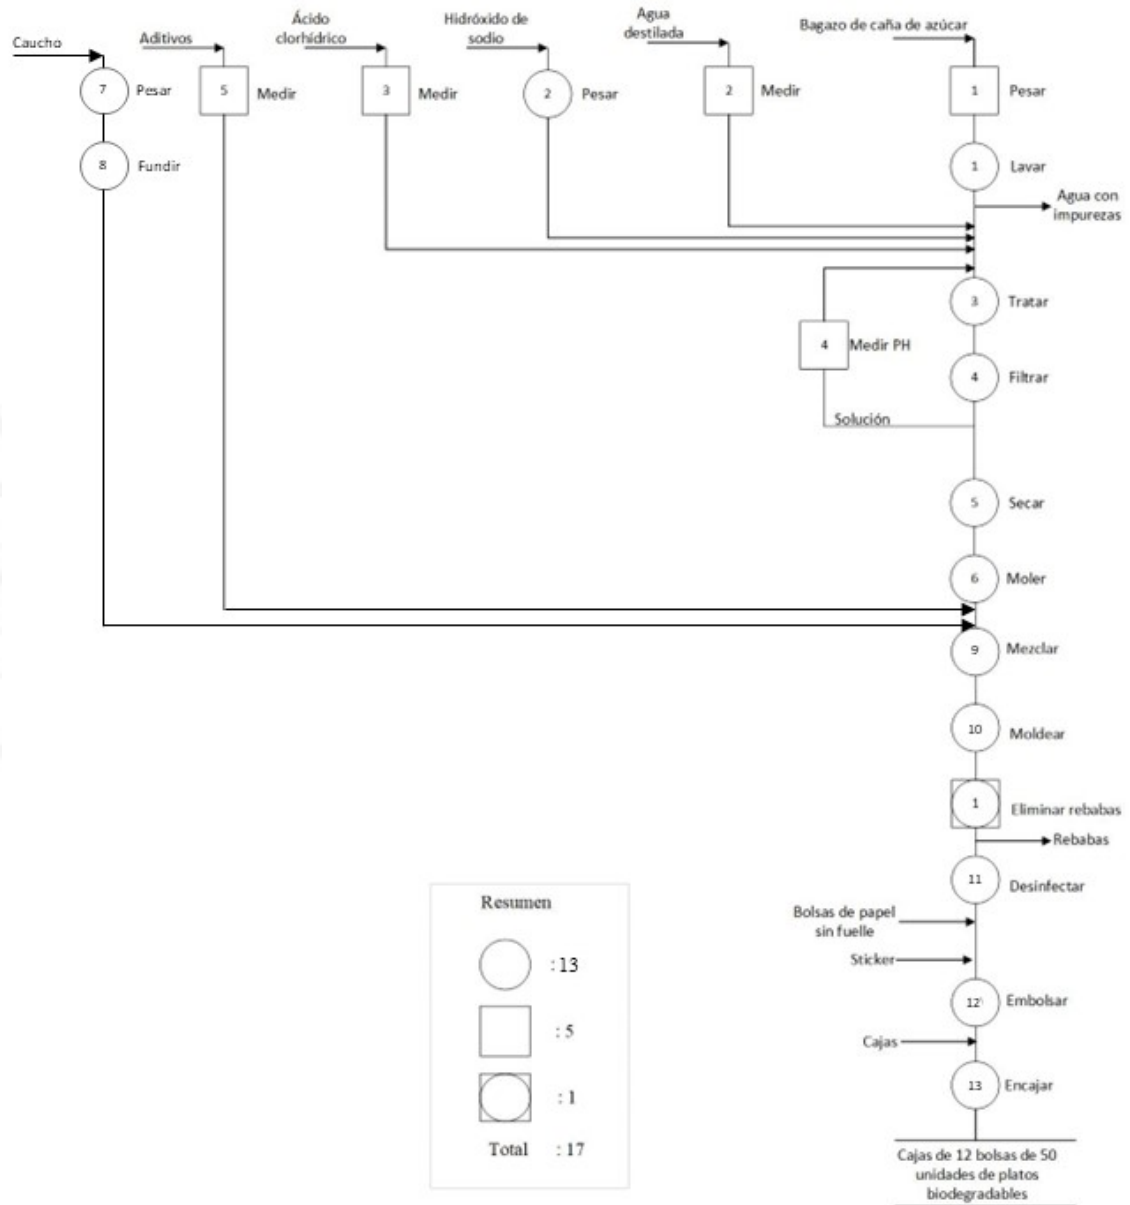 Caucho
7
Pesar
8
Fundir
Aditivos
5
Medir
Ácido
clorhídrico
3
Medir
Hidróxido de
sodio
2
Pesar
Agua
destilada
2
Medir
Bagazo de caña de azúcar
1
Pesar
1
Lavar
Agua con
impurezas
3
Tratar
4
Medir PH
4
Filtrar
Solución
5
Secar
6
Moler
9
Mezclar
10
Moldear
1
Eliminar rebabas
Rebabas
11
Desinfectar
Bolsas de papel
sin fuelle
Sticker
12
Embolsar
Cajas
13
Encajar
Cajas de 12 bolsas de 50
unidades de platos
biodegradables
Resumen
: 13
: 5
: 1
Total : 17